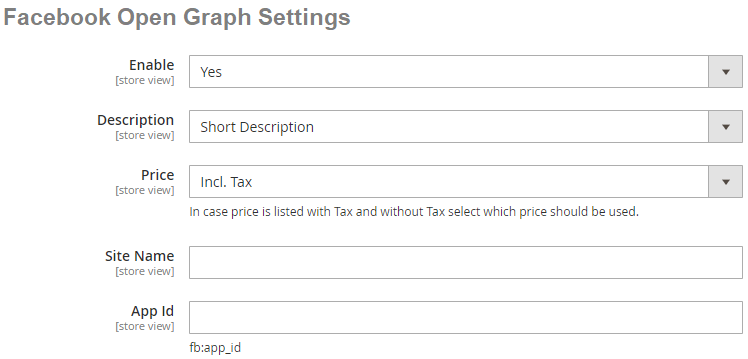 Facebook Open Graph Settings
Enable
[store view]
Yes
Description
[store view]
Short Description
Price
[store view]
Incl. Tax
In case price is listed with Tax and without Tax select which price should be used.
Site Name
[store view]
App Id
[store view]
fb:app_id